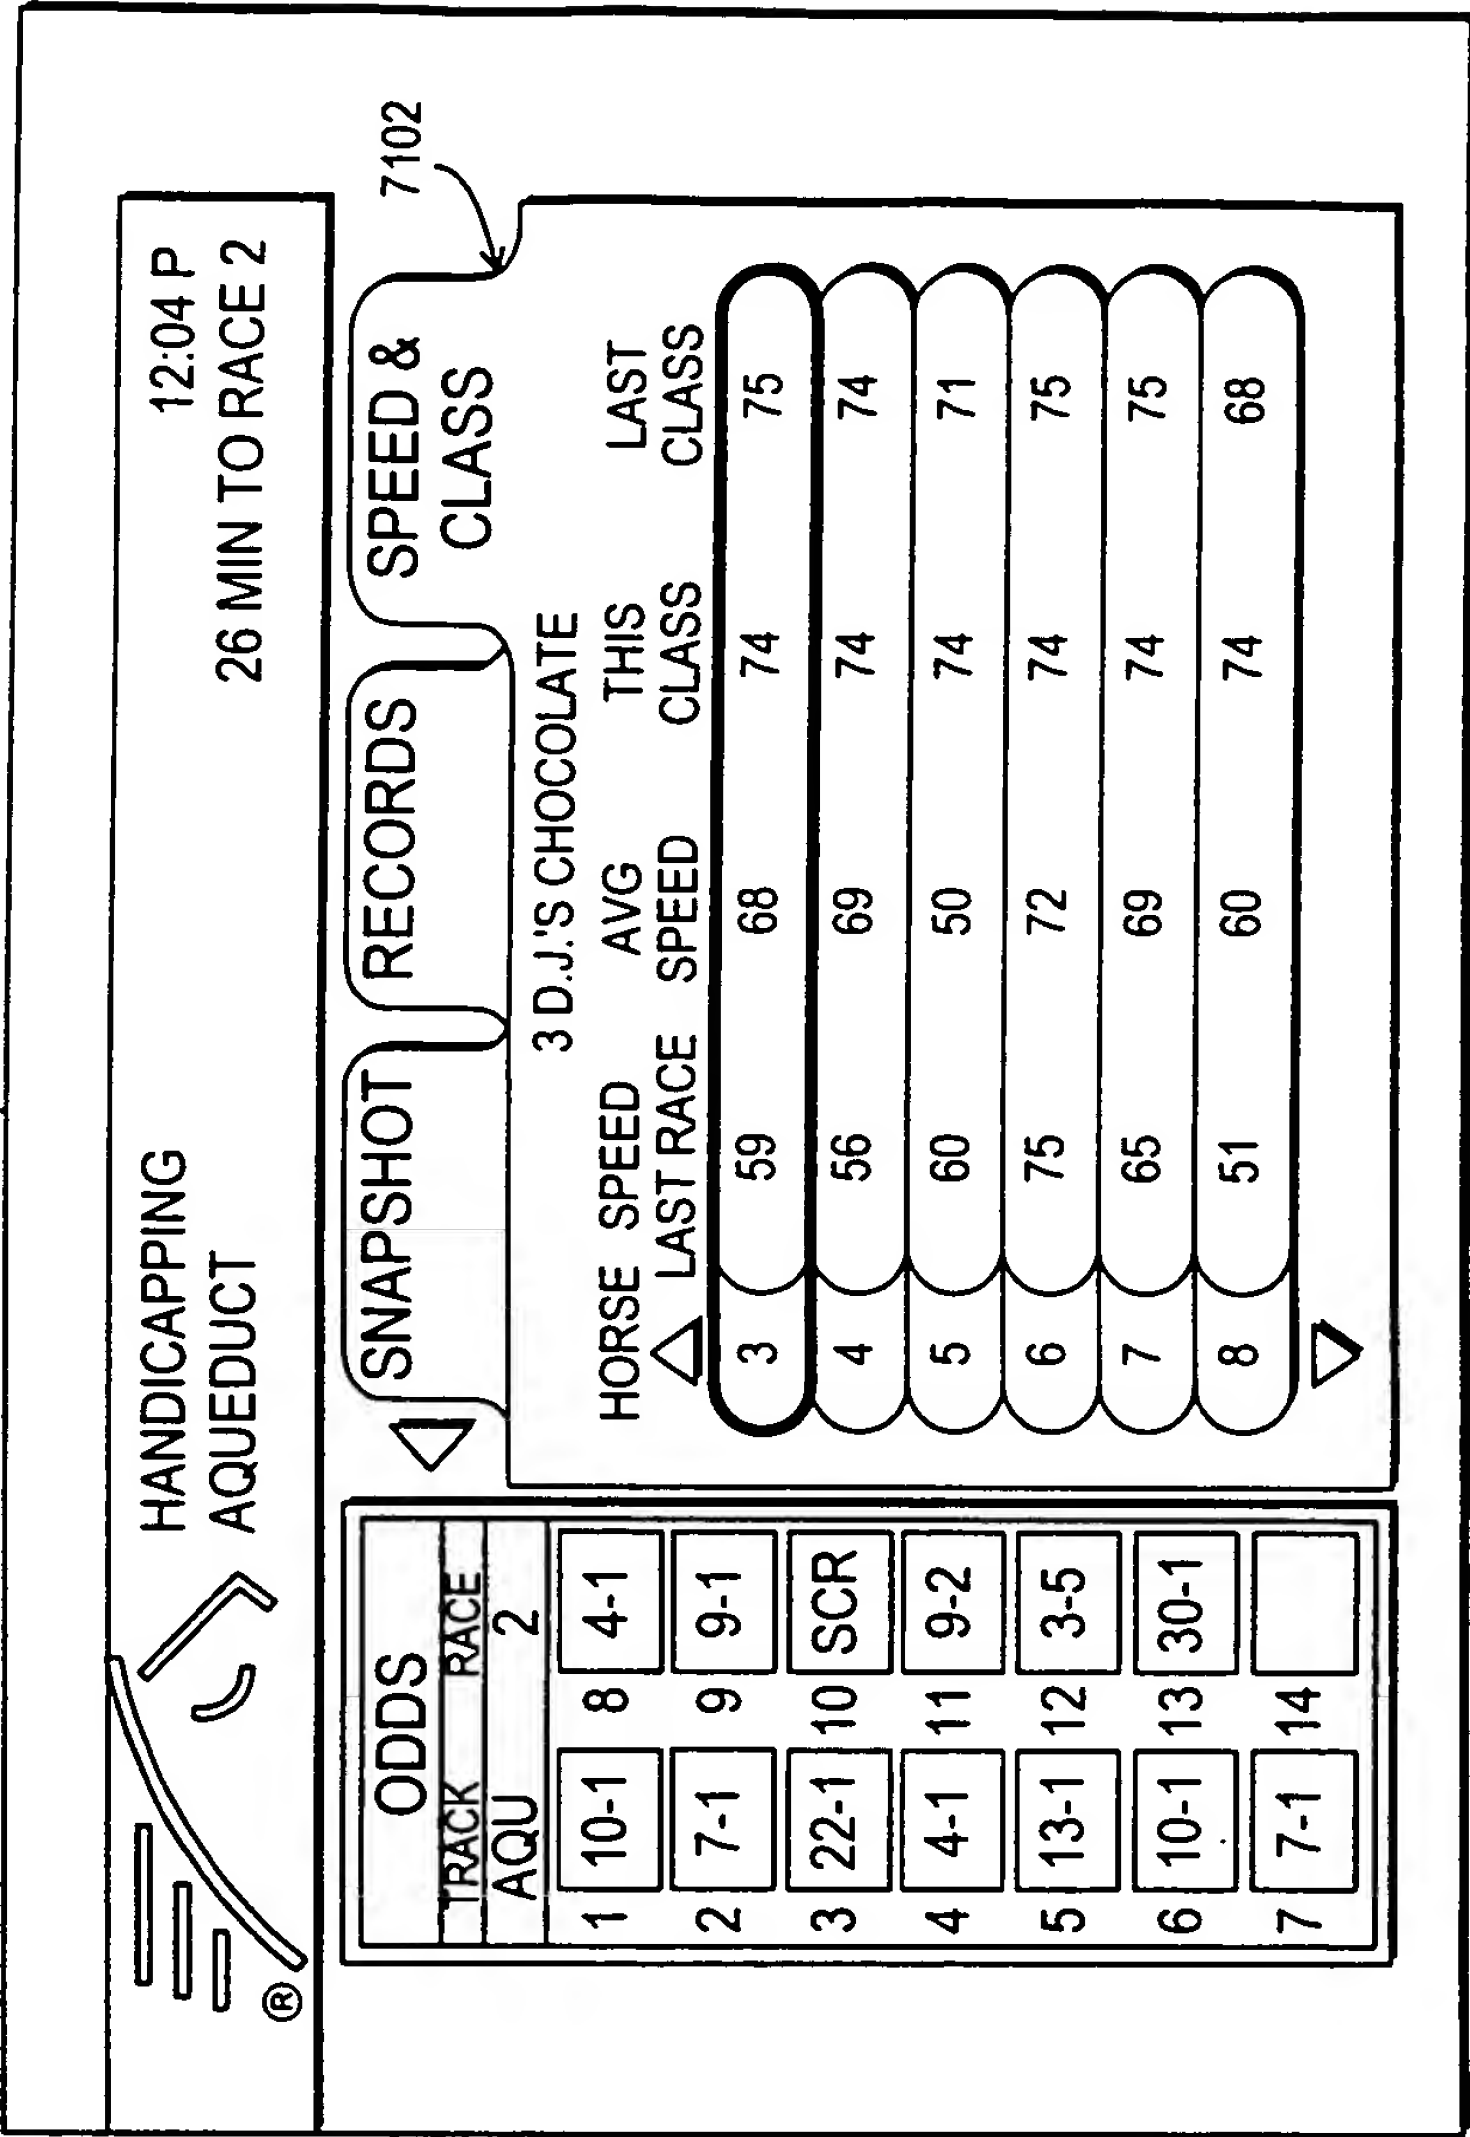 HANDICAPPING 12:04 P
AQUEDUCT 26 MIN TO RACE 2
®
7102
ODDS
TRACK RACE
AQU 2
1 10-1 8 4-1
2 7-1 9 9-1
3 22-1 10 SCR
4 4-1 11 9-2
5 13-1 12 3-5
6 10-1 13 30-1
7 7-1 14
SNAPSHOT RECORDS SPEED &
CLASS
3 D.J.'S CHOCOLATE
HORSE SPEED AVG THIS LAST
LAST RACE SPEED CLASS CLASS
3 59 68 74 75
4 56 69 74 74
5 60 50 74 71
6 75 72 74 75
7 65 69 74 75
8 51 60 74 68